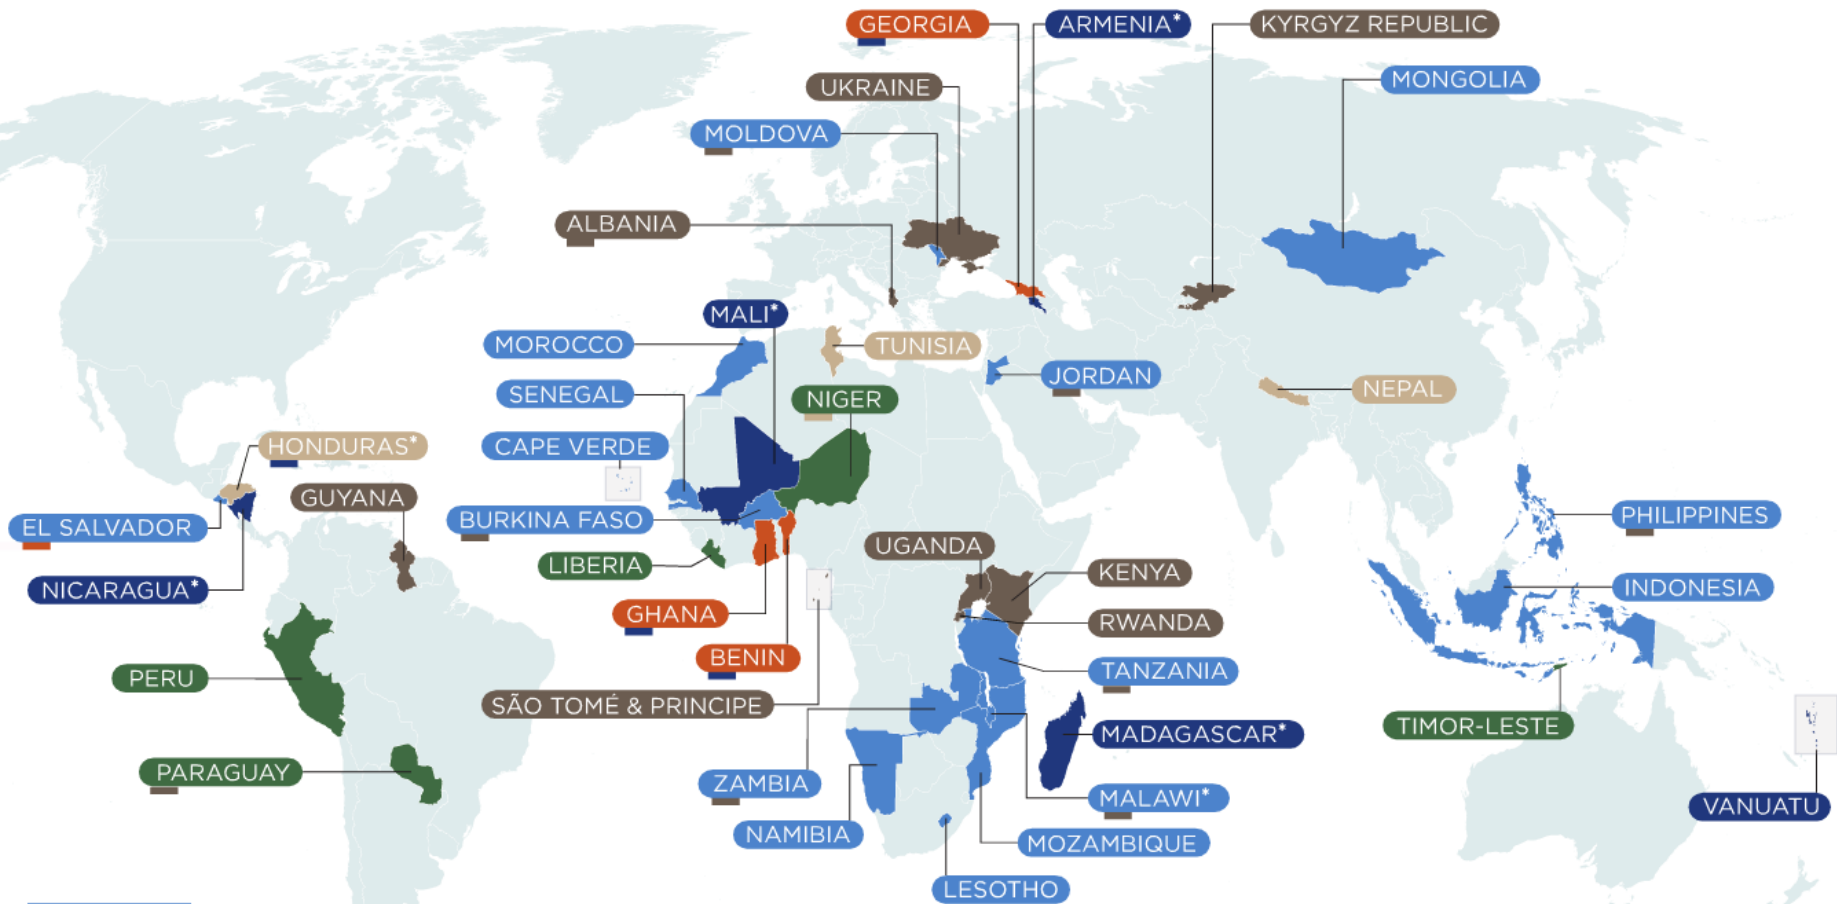 GEORGIA
ARMENIA*
KYRGYZ REPUBLIC
MONGOLIA
UKRAINE
MOLDOVA
ALBANIA
MALI*
MOROCCO
TUNISIA
JORDAN
SENEGAL
NIGER
NEPAL
HONDURAS*
CAPE VERDE
GUYANA
EL SALVADOR
BURKINA FASO
PHILIPPINES
UGANDA
LIBERIA
KENYA
NICARAGUA*
INDONESIA
GHANA
RWANDA
BENIN
PERU
TANZANIA
SÃO TOMÉ & PRINCIPE
TIMOR-LESTE
MADAGASCAR*
PARAGUAY
ZAMBIA
MALAWI*
VANUATU
NAMIBIA
MOZAMBIQUE
LESOTHO